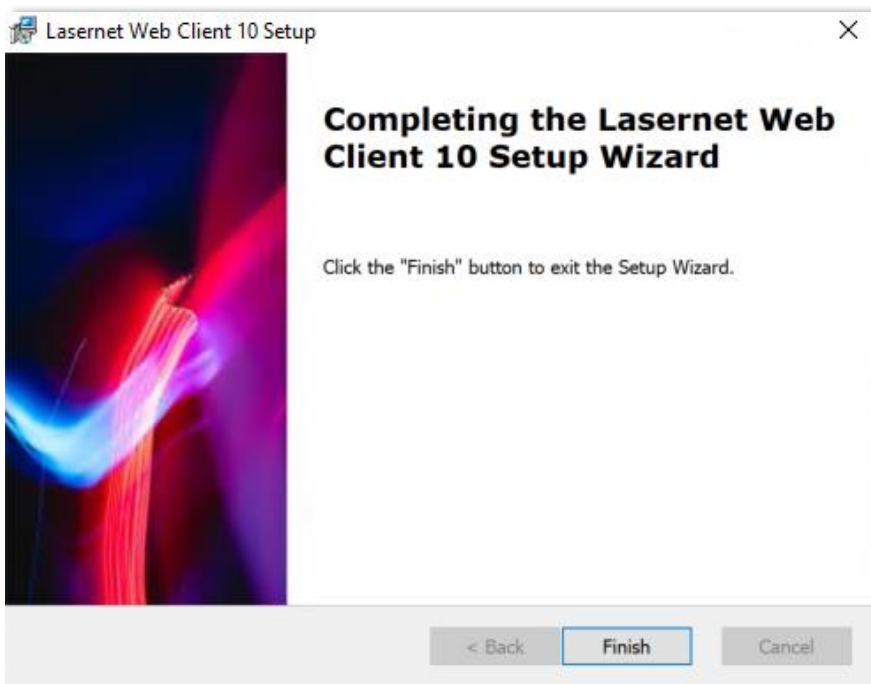 Lasernet Web Client 10 Setup
Completing the Lasernet Web
Client 10 Setup Wizard
Click the "Finish" button to exit the Setup Wizard.
< Back Finish Cancel